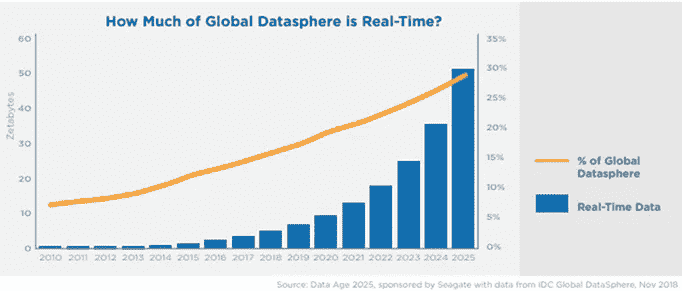 How Much of Global Datasphere is Real-Time?
60
50
40
30
20
10
0
Zetabytes
35%
30%
25%
20%
15%
10%
5%
0%
2010 2011 2012 2013 2014 2015 2016 2017 2018 2019 2020 2021 2022 2023 2024 2025
% of Global
Datasphere
Real-Time Data
Source: Data Age 2025, sponsored by Seagate with data from IDC Global DataSphere, Nov 2018